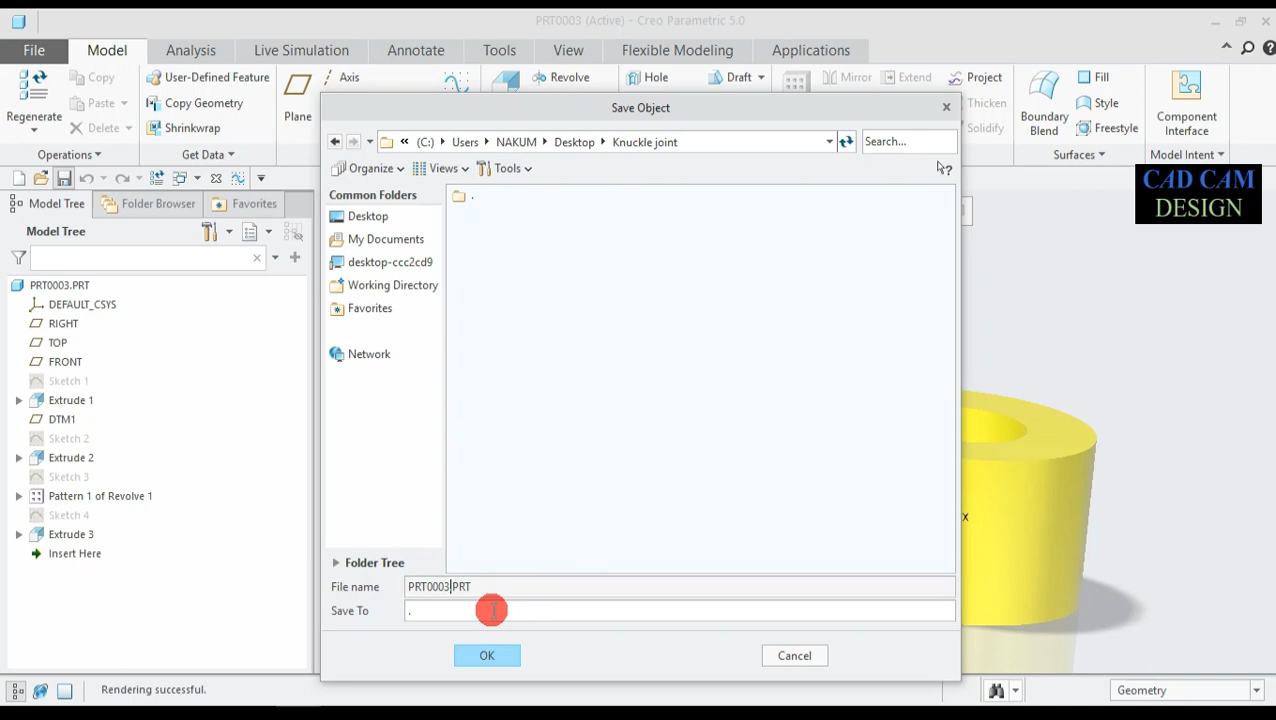 PRT0003 (Active) - Creo Parametric 5.0
File Model Analysis Live Simulation Annotate Tools View Flexible Modeling Applications
Regenerate
Copy
Paste
Delete
Operations
User-Defined Feature
Copy Geometry
Shrinkwrap
Get Data
Plane
Axis
Revolve
Hole
Draft
Mirror
Extend
Project
Thicken
Solidify
Boundary
Blend
Fill
Style
Freestyle
Surfaces
Component
Interface
Model Intent
Model Tree Folder Browser Favorites
Model Tree
PRT0003.PRT
DEFAULT_CSYS
RIGHT
TOP
FRONT
Sketch 1
Extrude 1
DTM1
Sketch 2
Extrude 2
Sketch 3
Pattern 1 of Revolve 1
Sketch 4
Extrude 3
Insert Here
Save Object
(C:) Users NAKUM Desktop Knuckle joint
Search...
Organize Views Tools
Common Folders
Desktop
My Documents
desktop-ccc2cd9
Working Directory
Favorites
Network
.
Folder Tree
File name PRT0003.PRT
Save To .
OK Cancel
CAD CAM
DESIGN
X
Rendering successful.
Geometry